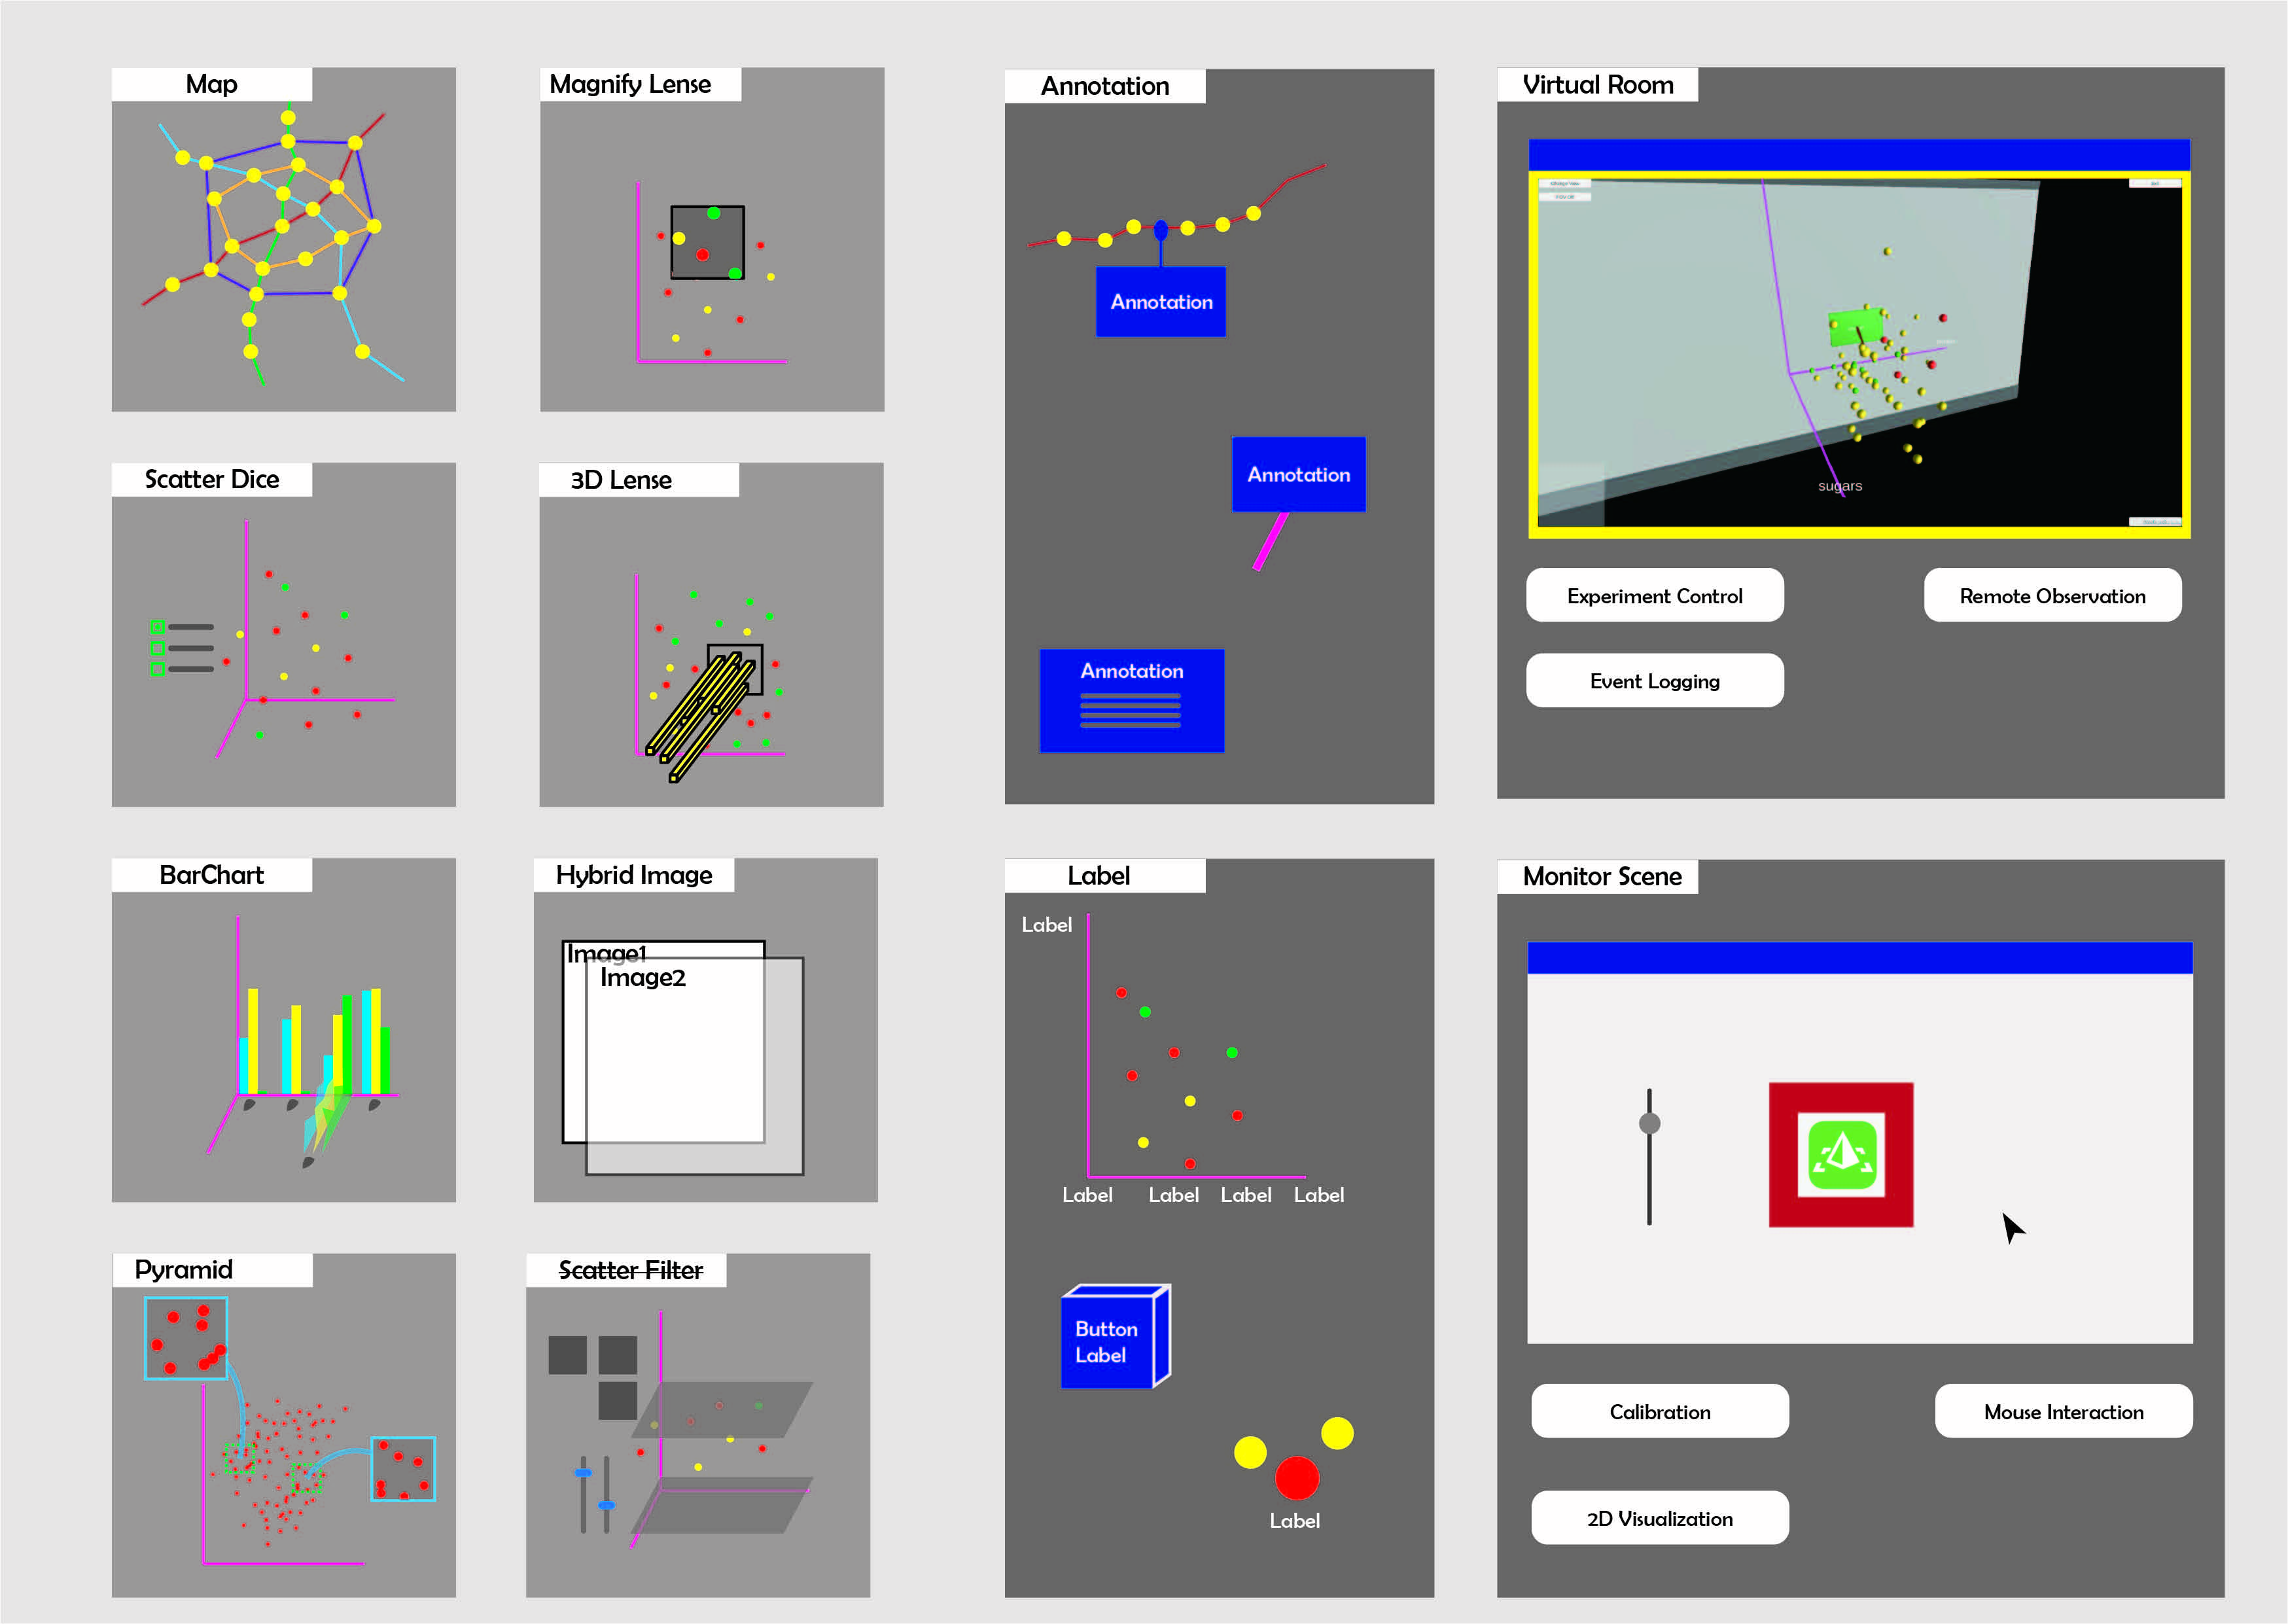 Map
Magnify Lense
Annotation
Annotation
Annotation
Annotation
Virtual Room
sugars
Experiment Control
Remote Observation
Event Logging
Scatter Dice
3D Lense
BarChart
Hybrid Image
Image1
Image2
Label
Label
Label
Label
Label
Label
Button
Label
Label
Monitor Scene
Calibration
Mouse Interaction
2D Visualization
Pyramid
Scatter Filter